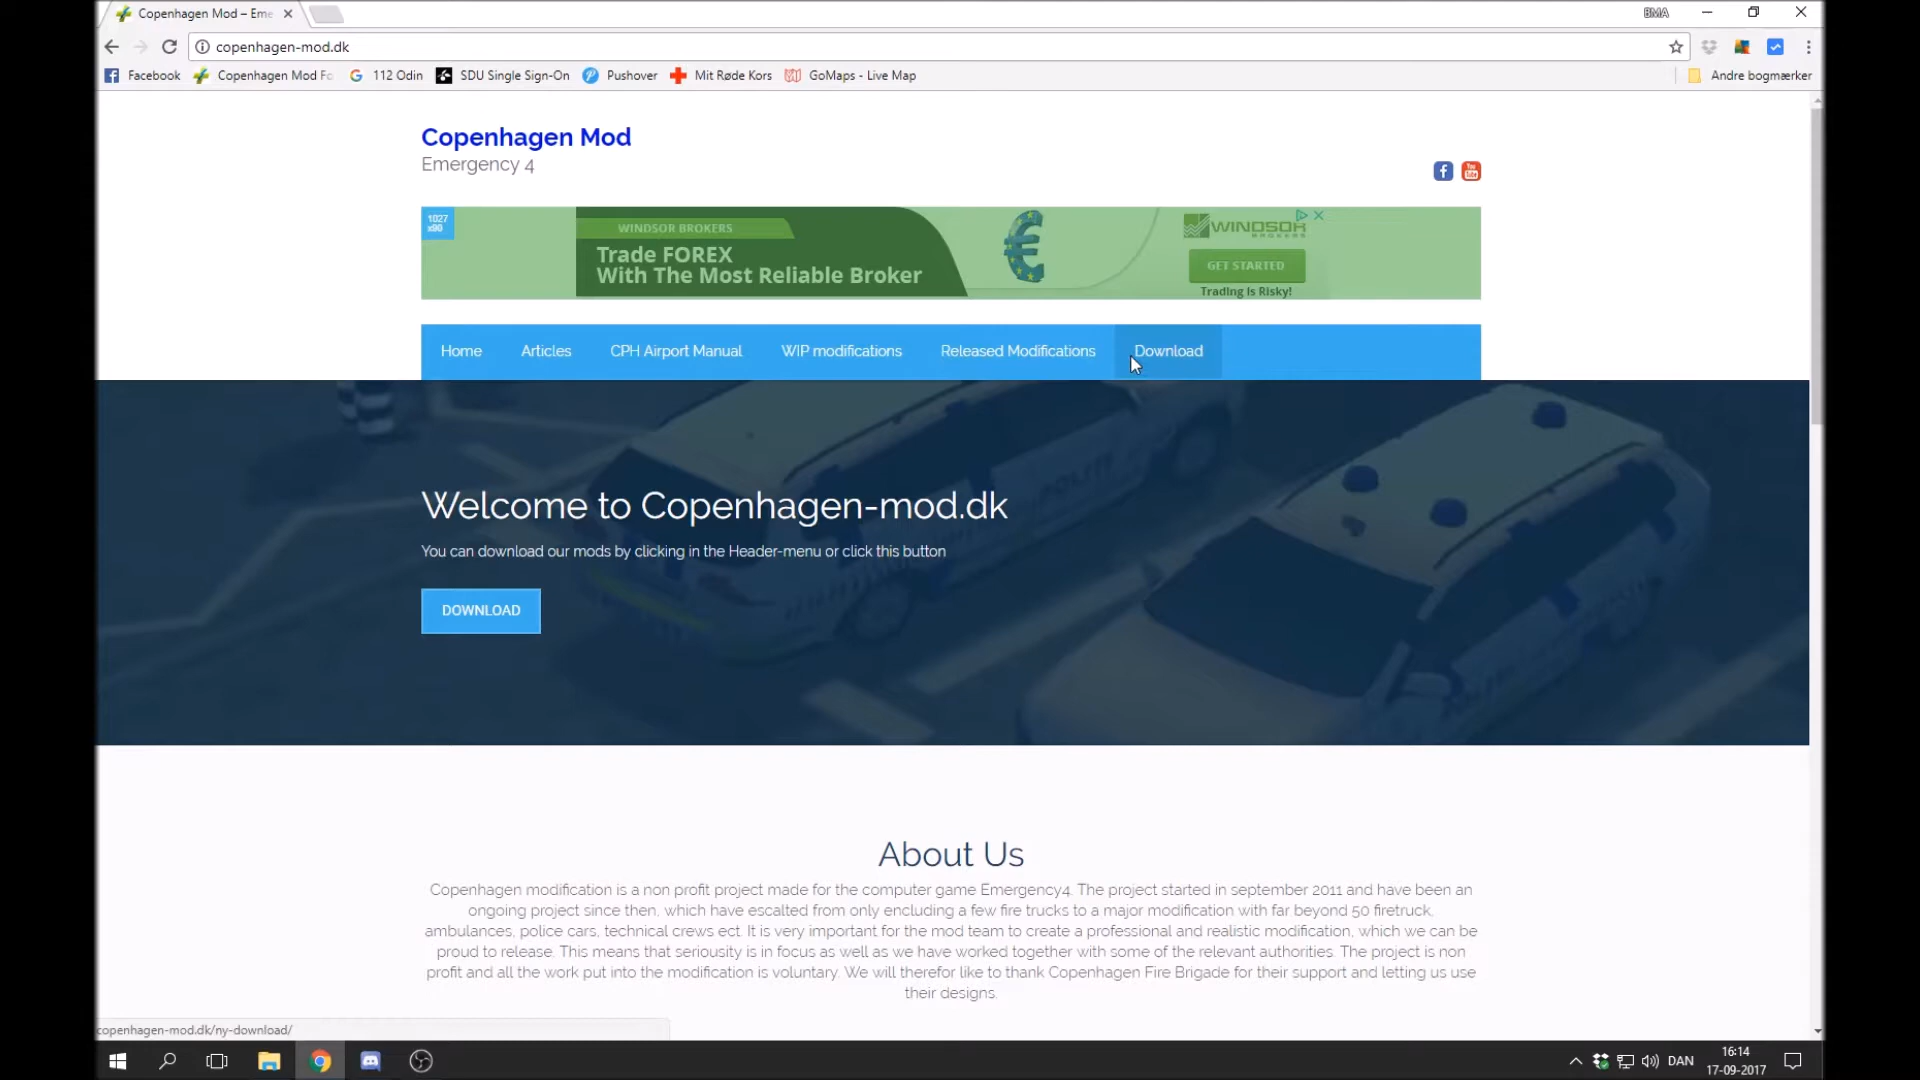 Copenhagen Mod – Eme
BMA
copenhagen-mod.dk
Facebook
Copenhagen Mod Fo
112 Odin
SDU Single Sign-On
Pushover
Mit Røde Kors
GoMaps - Live Map
Andre bogmærker
Copenhagen Mod
Emergency 4
You
Tube
1027
x90
WINDSOR BROKERS
Trade FOREX
With The Most Reliable Broker
WINDSOR
BROKERS
GET STARTED
Trading Is Risky!
Home
Articles
CPH Airport Manual
WIP modifications
Released Modifications
Download
POLITI
Welcome to Copenhagen-mod.dk
You can download our mods by clicking in the Header-menu or click this button
DOWNLOAD
About Us
Copenhagen modification is a non profit project made for the computer game Emergency4. The project started in september 2011 and have been an
ongoing project since then, which have escalted from only encluding a few fire trucks to a major modification with far beyond 50 firetruck,
ambulances, police cars, technical crews ect. It is very important for the mod team to create a professional and realistic modification, which we can be
proud to release. This means that seriousity is in focus as well as we have worked together with some of the relevant authorities. The project is non
profit and all the work put into the modification is voluntary. We will therefor like to thank Copenhagen Fire Brigade for their support and letting us use
their designs.
copenhagen-mod.dk/ny-download/
DAN
16:14
17-09-2017